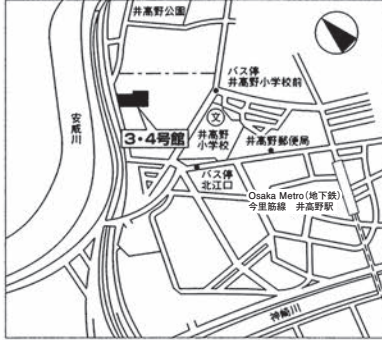 井高野公園
バス停
井高野小学校前
安威川
3・4号館
文
井高野
小学校
井高野郵便局
バス停
北江口
Osaka Metro(地下鉄)
今里筋線　井高野駅
神崎川